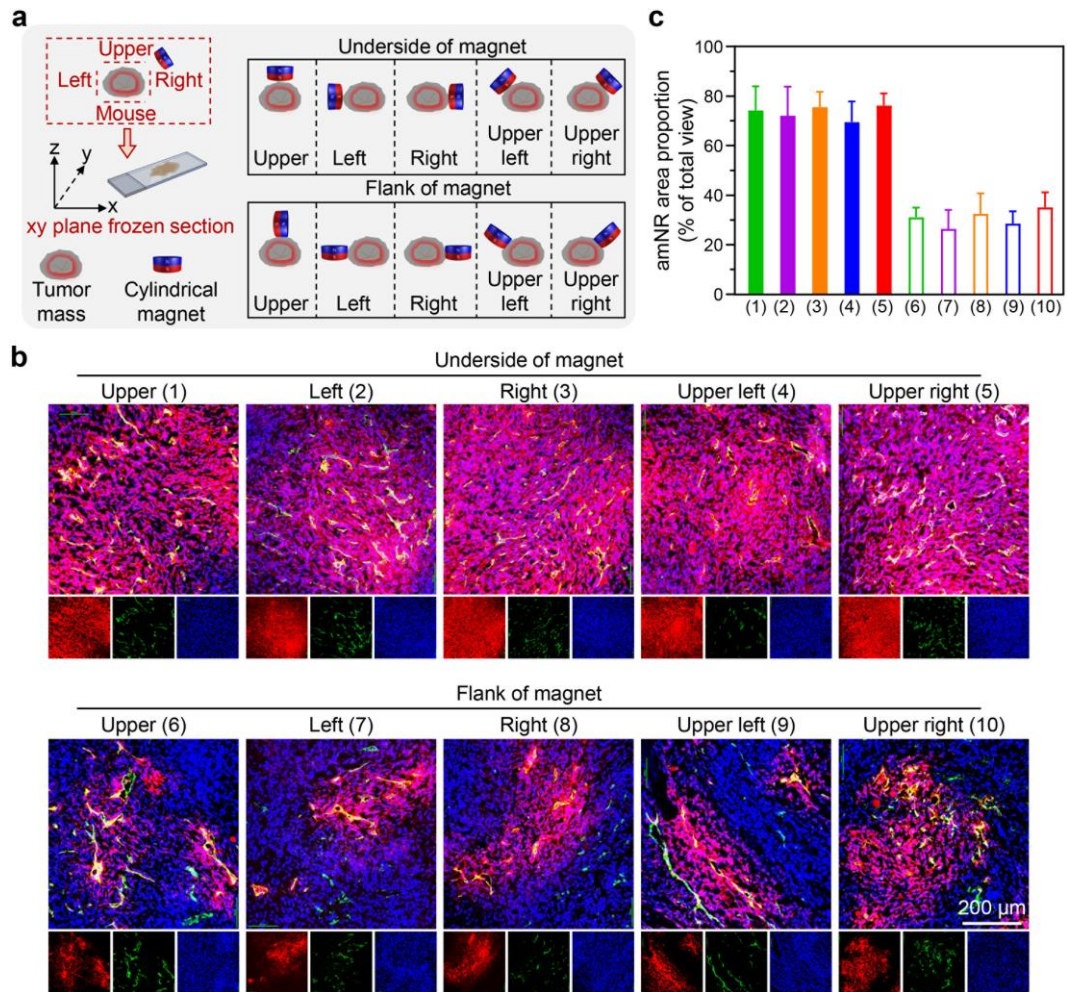 a
Upper
Left
Right
Mouse
z
y
x
xy plane frozen section
Tumor
mass
Cylindrical
magnet
Underside of magnet
Upper
Left
Right
Upper
left
Upper
right
Flank of magnet
Upper
Left
Right
Upper
left
Upper
right
c
amNR area proportion
(% of total view)
100
80
60
40
20
0
(1) (2) (3) (4) (5) (6) (7) (8) (9) (10)
b
Underside of magnet
Upper (1) Left (2) Right (3) Upper left (4) Upper right (5)
Flank of magnet
Upper (6) Left (7) Right (8) Upper left (9) Upper right (10)
200 μm